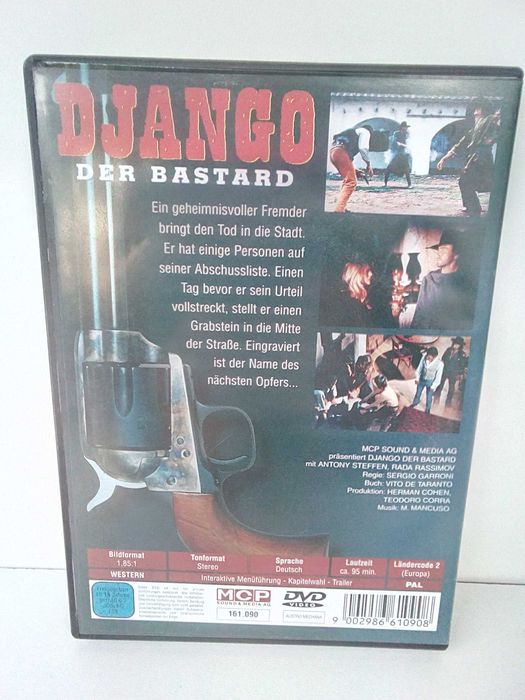 DJANGO
DER BASTARD
Ein geheimnisvoller Fremder
bringt den Tod in die Stadt.
Er hat einige Personen auf
seiner Abschussliste. Einen
Tag bevor er sein Urteil
vollstreckt, stellt er einen
Grabstein in die Mitte
der Straße. Eingraviert
ist der Name des
nächsten Opfers...
MCP SOUND & MEDIA AG
präsentiert DJANGO DER BASTARD
mit ANTONY STEFFEN, RADA RASSIMOV
Regie: SERGIO GARRONI
Buch: VITO DE TARANTO
Produktion: HERMAN COHEN,
TEODORO CORRA
Musik: M. MANCUSO
Bildformat
1,85:1
Tonformat
Stereo
Sprache
Deutsch
Laufzeit
ca. 95 min.
Ländercode 2
(Europa)
WESTERN
Interaktive Menüführung - Kapitelwahl - Trailer
PAL
MCP
SOUND & MEDIA AG
161.090
DVD
VIDEO
AUSTRO MECHANA
9 002986 610908